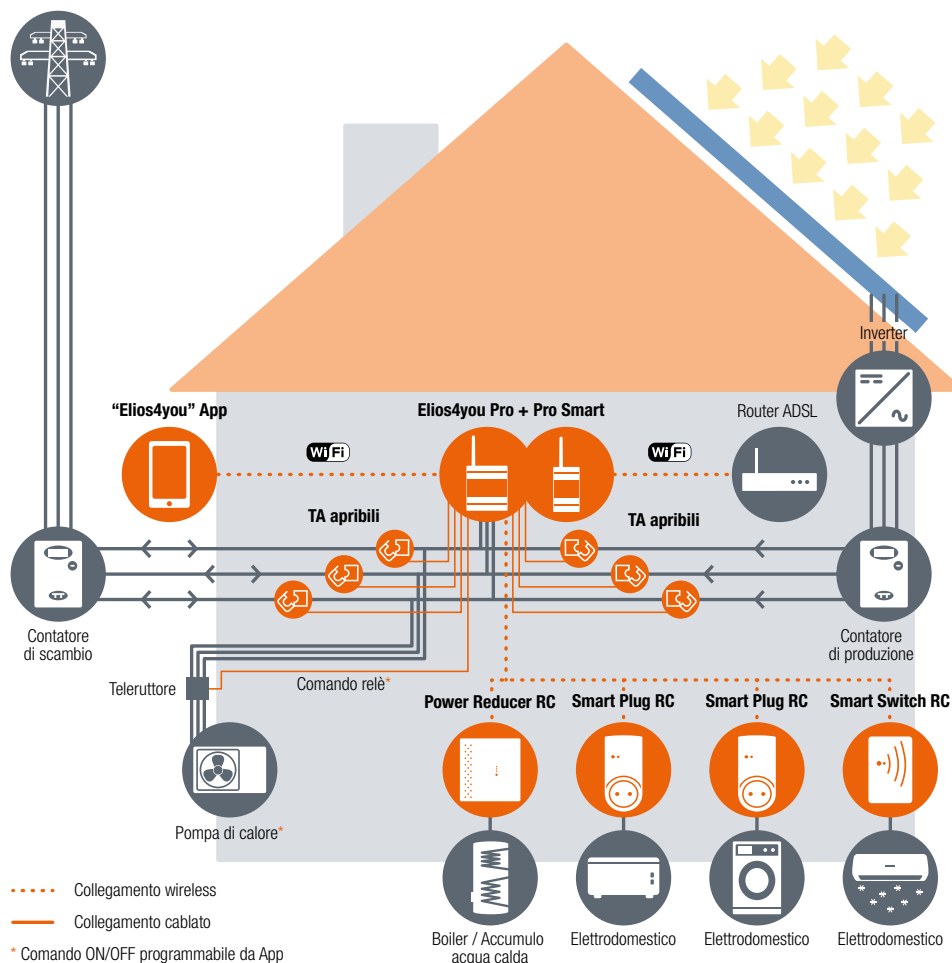 Inverter
“Elios4you” App
Elios4you Pro + Pro Smart
Router ADSL
WiFi
WiFi
TA apribili
TA apribili
Contatore
di scambio
Contatore
di produzione
Teleruttore
Comando relè*
Power Reducer RC
Smart Plug RC
Smart Plug RC
Smart Switch RC
Pompa di calore*
Collegamento wireless
Collegamento cablato
* Comando ON/OFF programmabile da App
Boiler / Accumulo
acqua calda
Elettrodomestico
Elettrodomestico
Elettrodomestico